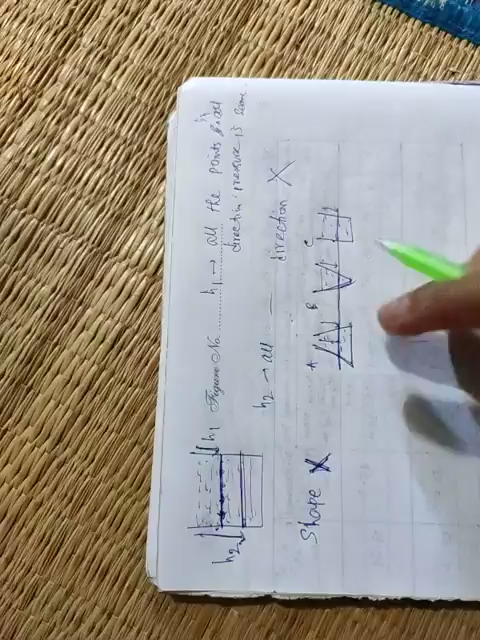 Figure No. ............ h₁ → all the points & in all
direction pressure is same.
h₁
h₂
h₂ → all — direction X
Shape X
A B C